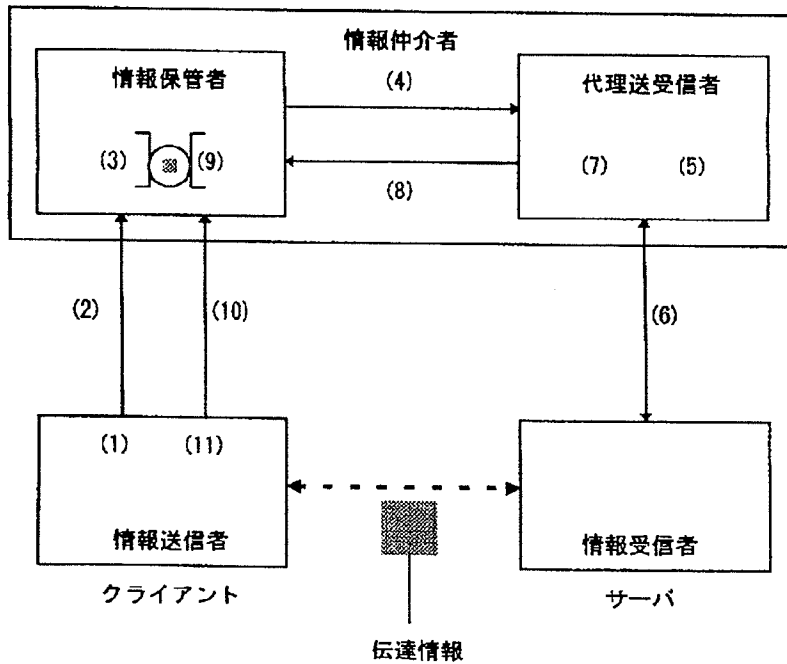 情報仲介者
情報保管者
(4)
代理送受信者
(3)
(9)
(7)
(5)
(8)
(2)
(10)
(6)
(1)
(11)
情報送信者
情報受信者
クライアント
サーバ
伝達情報